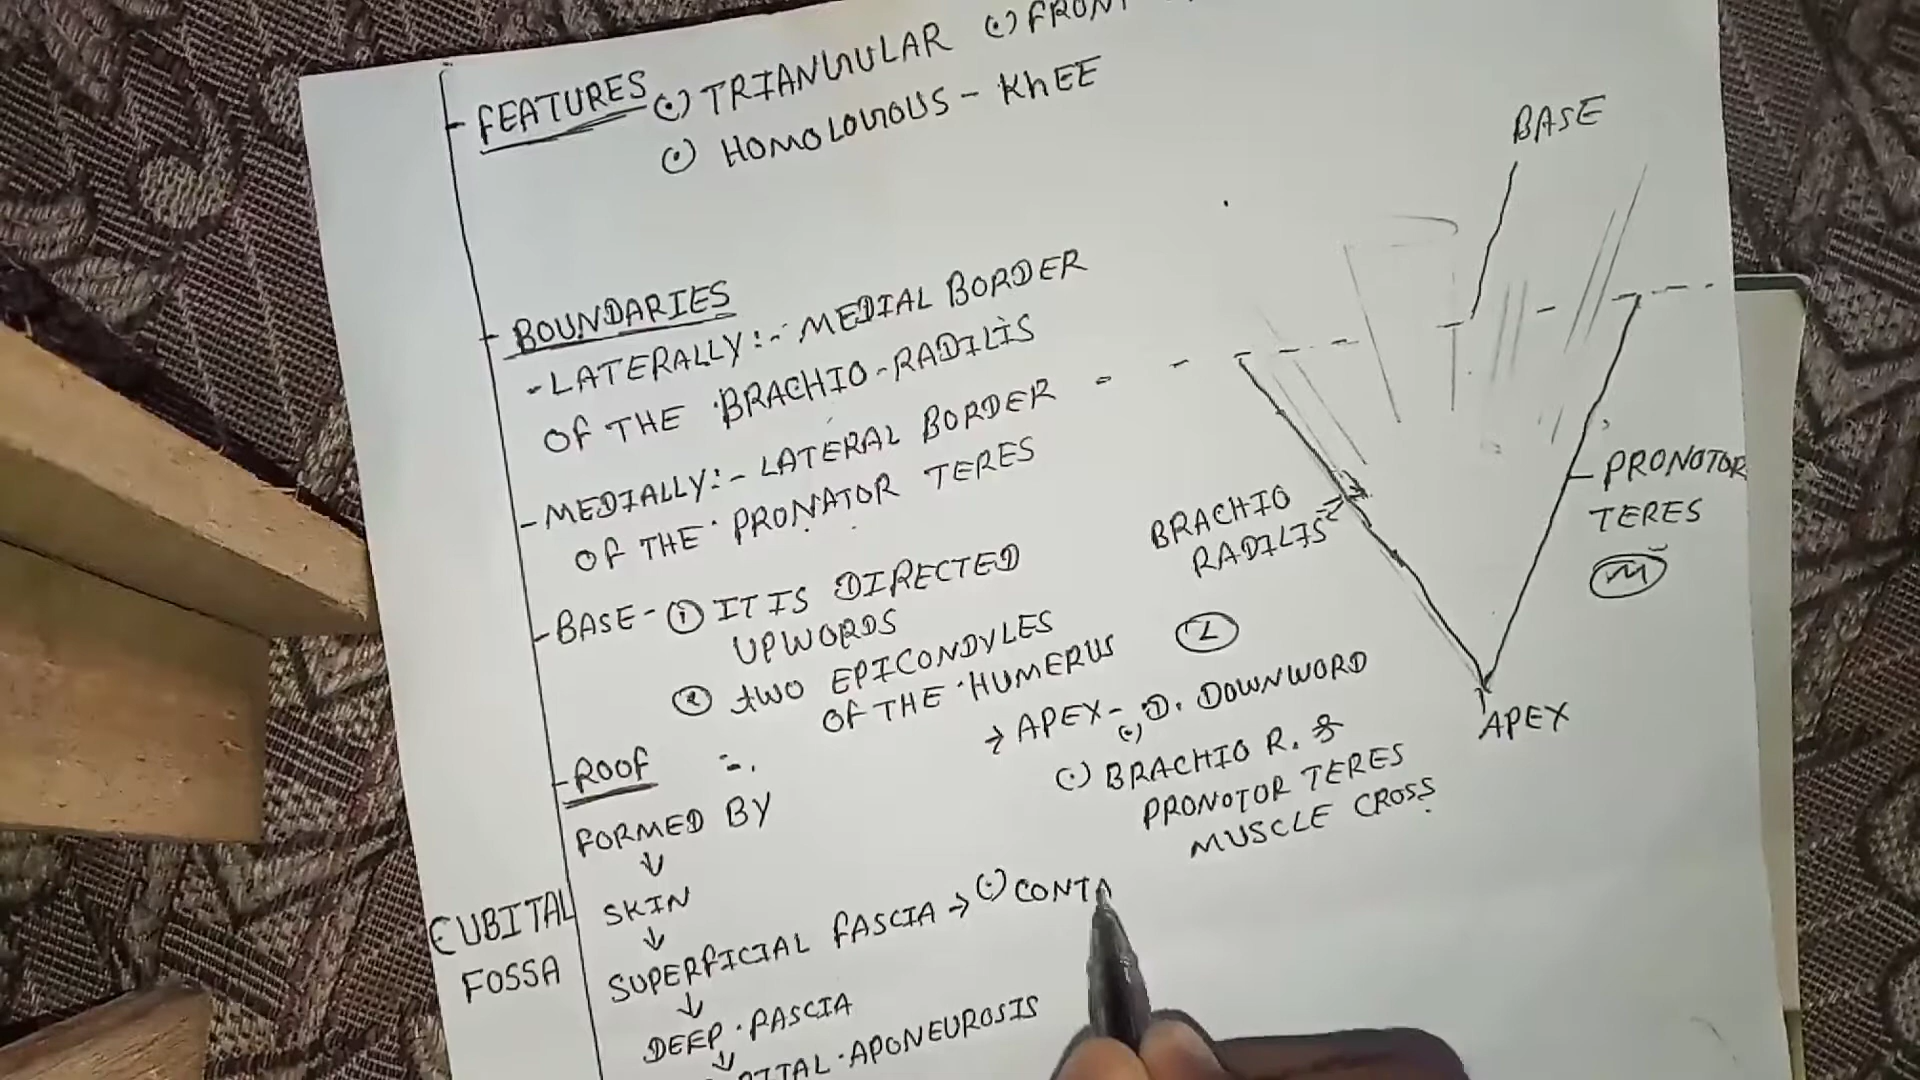 FEATURES (•) TRIANGULAR (•) FRONT
(•) HOMOLOGOUS - KNEE
BOUNDARIES
- LATERALLY :- MEDIAL BORDER
OF THE BRACHIO-RADILIS
- MEDIALLY :- LATERAL BORDER
OF THE PRONATOR TERES
- BASE - ① IT IS DIRECTED
UPWORDS
② TWO EPICONDYLES
OF THE HUMERUS
- ROOF :-
FORMED BY
↓
SKIN
↓
SUPERFICIAL FASCIA → (•) CONTA
↓
DEEP FASCIA
↓
APONEUROSIS
CUBITAL
FOSSA
→ APEX - (•) D. DOWNWORD
(•) BRACHIO R. &
PRONOTOR TERES
MUSCLE CROSS
BASE
BRACHIO
RADILIS
L
PRONOTOR
TERES
M
APEX